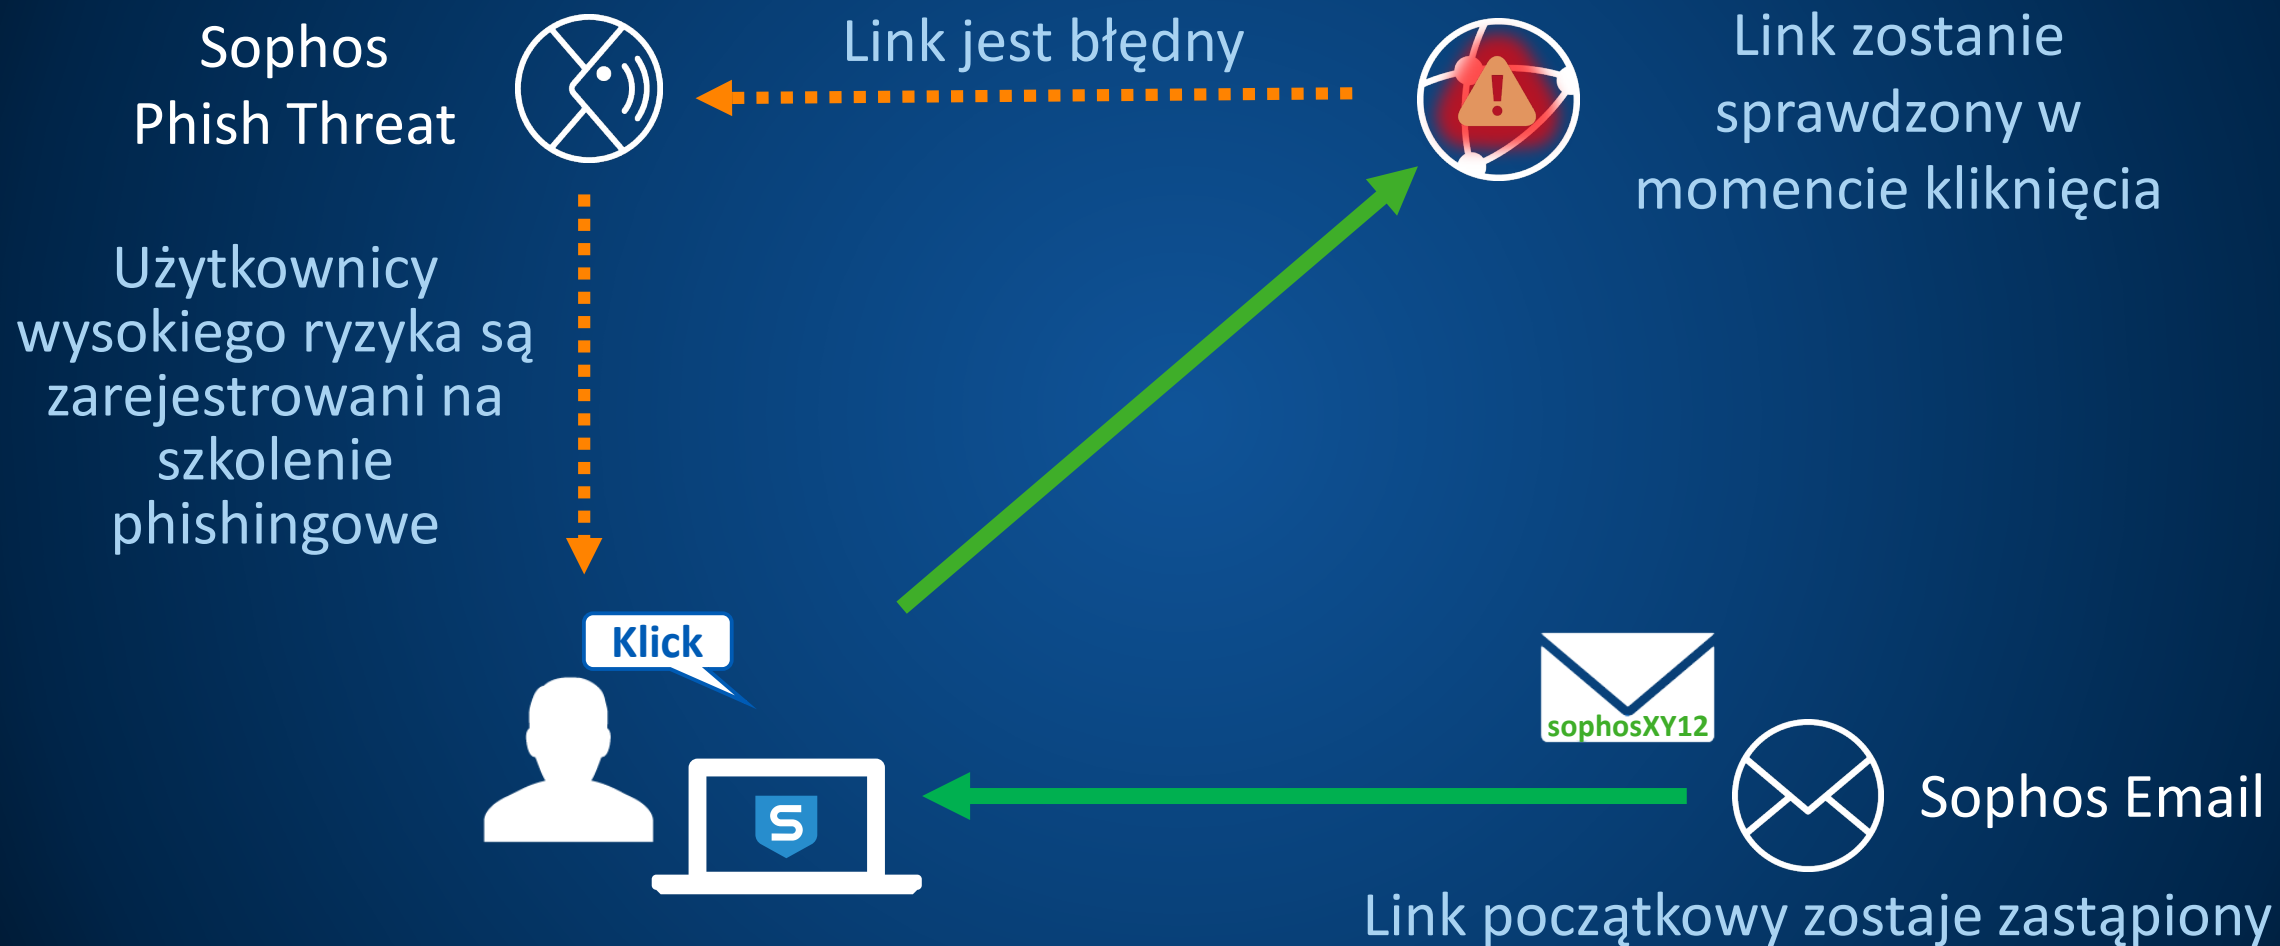 Sophos
Phish Threat
Link jest błędny
Link zostanie
sprawdzony w
momencie kliknięcia
Użytkownicy
wysokiego ryzyka są
zarejestrowani na
szkolenie
phishingowe
Klick
S
sophosXY12
Sophos Email
Link początkowy zostaje zastąpiony